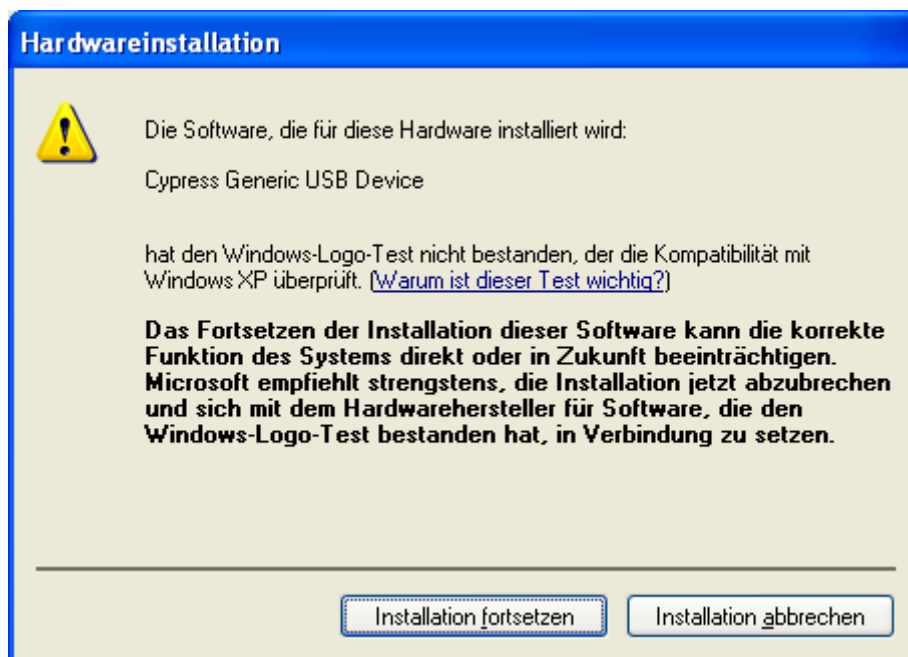 Hardwareinstallation
Die Software, die für diese Hardware installiert wird:
Cypress Generic USB Device
hat den Windows-Logo-Test nicht bestanden, der die Kompatibilität mit
Windows XP überprüft. (Warum ist dieser Test wichtig?)
Das Fortsetzen der Installation dieser Software kann die korrekte
Funktion des Systems direkt oder in Zukunft beeinträchtigen.
Microsoft empfiehlt strengstens, die Installation jetzt abzubrechen
und sich mit dem Hardwarehersteller für Software, die den
Windows-Logo-Test bestanden hat, in Verbindung zu setzen.
Installation fortsetzen
Installation abbrechen